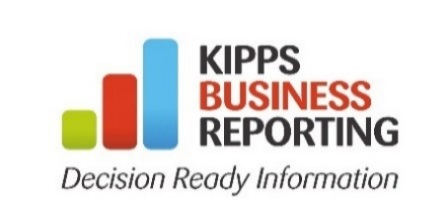 KIPPS
BUSINESS
REPORTING
Decision Ready Information